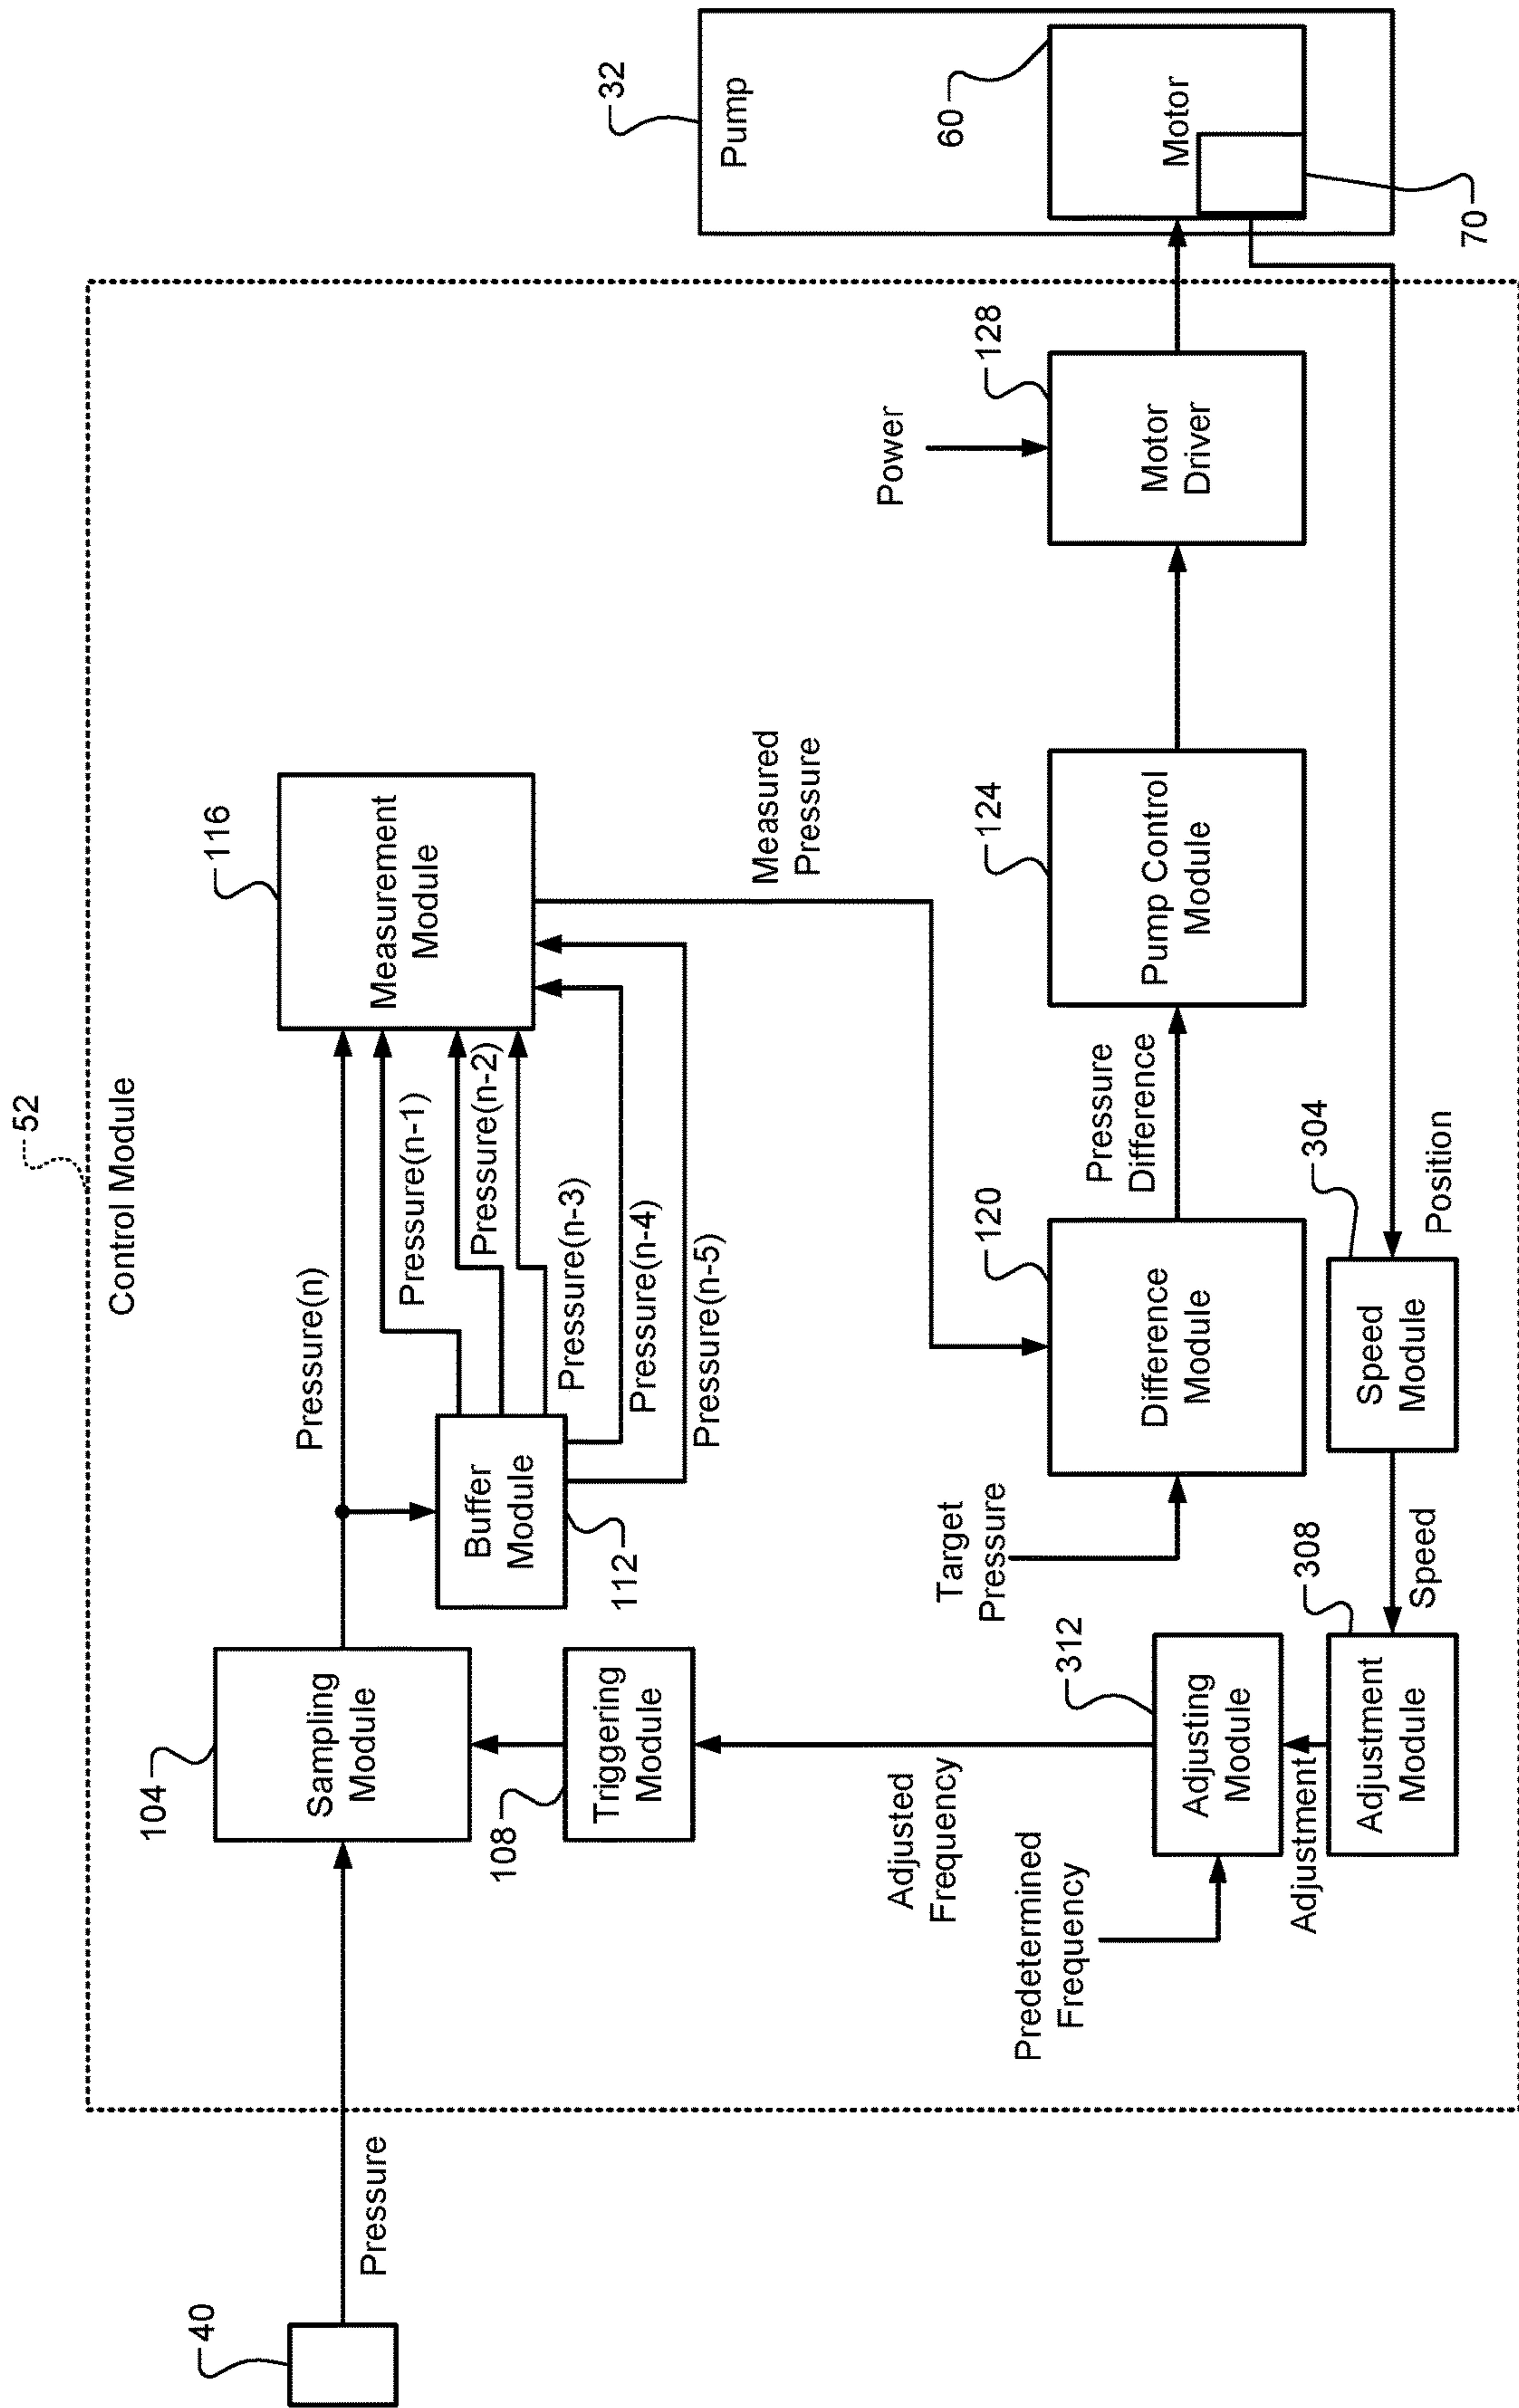 52
Control Module
40
Pressure
104
Sampling
Module
Pressure(n)
116
Measurement
Module
Buffer
Module
112
Pressure(n-1)
Pressure(n-2)
Pressure(n-3)
Pressure(n-4)
Pressure(n-5)
Measured
Pressure
108
Triggering
Module
Adjusted
Frequency
Predetermined
Frequency
312
Adjusting
Module
Adjustment
308
Adjustment
Module
Speed
304
Speed
Module
Position
Target
Pressure
120
Difference
Module
Pressure
Difference
124
Pump Control
Module
Power
128
Motor
Driver
32
Pump
60
Motor
70